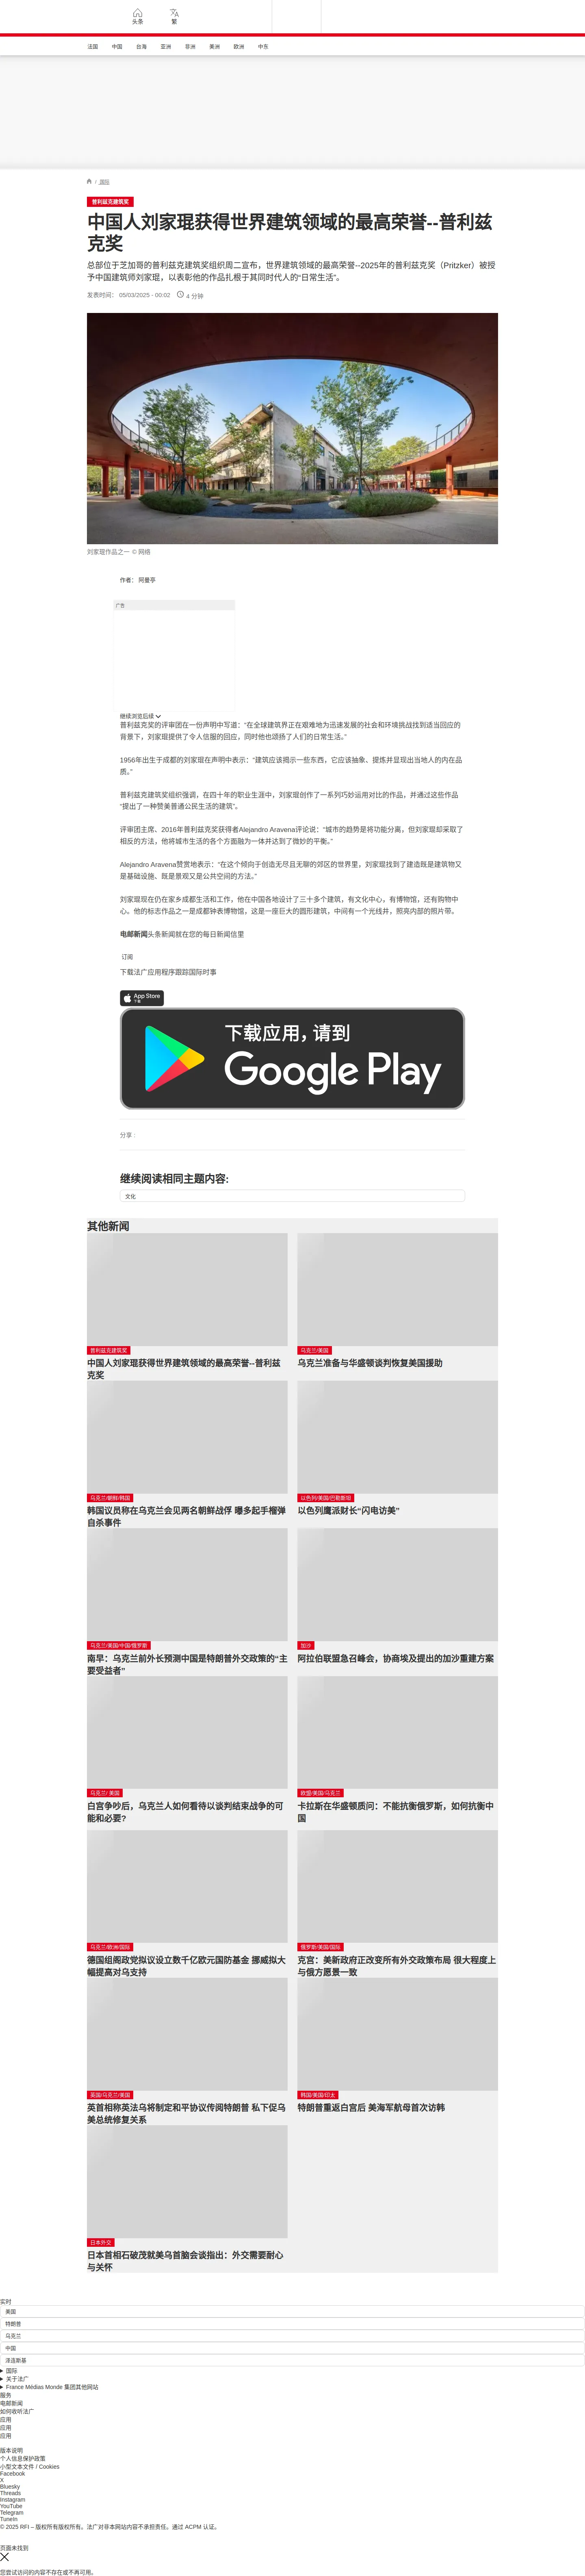 头条
繁
法国
中国
台海
亚洲
非洲
美洲
欧洲
中东
/ 国际
普利兹克建筑奖
中国人刘家琨获得世界建筑领域的最高荣誉--普利兹
克奖
总部位于芝加哥的普利兹克建筑奖组织周二宣布，世界建筑领域的最高荣誉--2025年的普利兹克奖（Pritzker）被授
予中国建筑师刘家琨，以表彰他的作品扎根于其同时代人的“日常生活”。
发表时间： 05/03/2025 - 00:02
4 分钟
刘家琨作品之一 © 网络
作者： 阿曼亭
广告
继续浏览后续
普利兹克奖的评审团在一份声明中写道：“在全球建筑界正在艰难地为迅速发展的社会和环境挑战找到适当回应的
背景下，刘家琨提供了令人信服的回应，同时他也颂扬了人们的日常生活。”
1956年出生于成都的刘家琨在声明中表示：“建筑应该揭示一些东西，它应该抽象、提炼并显现出当地人的内在品
质。”
普利兹克建筑奖组织强调，在四十年的职业生涯中，刘家琨创作了一系列巧妙运用对比的作品，并通过这些作品
“提出了一种赞美普通公民生活的建筑”。
评审团主席、2016年普利兹克奖获得者Alejandro Aravena评论说：“城市的趋势是将功能分离，但刘家琨却采取了
相反的方法，他将城市生活的各个方面融为一体并达到了微妙的平衡。”
Alejandro Aravena赞赏地表示：“在这个倾向于创造无尽且无聊的郊区的世界里，刘家琨找到了建造既是建筑物又
是基础设施、既是景观又是公共空间的方法。”
刘家琨现在仍在家乡成都生活和工作，他在中国各地设计了三十多个建筑，有文化中心，有博物馆，还有购物中
心。他的标志作品之一是成都钟表博物馆，这是一座巨大的圆形建筑，中间有一个光线井，照亮内部的照片带。
电邮新闻头条新闻就在您的每日新闻信里
订阅
下载法广应用程序跟踪国际时事
App Store
下载
下载应用，请到
Google Play
分享 :
继续阅读相同主题内容:
文化
其他新闻
普利兹克建筑奖
中国人刘家琨获得世界建筑领域的最高荣誉--普利兹
克奖
乌克兰/美国
乌克兰准备与华盛顿谈判恢复美国援助
乌克兰/朝鲜/韩国
韩国议员称在乌克兰会见两名朝鲜战俘 曝多起手榴弹
自杀事件
以色列/美国/巴勒斯坦
以色列鹰派财长“闪电访美”
乌克兰/美国/中国/俄罗斯
南早：乌克兰前外长预测中国是特朗普外交政策的“主
要受益者”
加沙
阿拉伯联盟急召峰会，协商埃及提出的加沙重建方案
乌克兰/ 美国
白宫争吵后，乌克兰人如何看待以谈判结束战争的可
能和必要?
欧盟/美国/乌克兰
卡拉斯在华盛顿质问：不能抗衡俄罗斯，如何抗衡中
国
乌克兰/欧洲/国际
德国组阁政党拟议设立数千亿欧元国防基金 挪威拟大
幅提高对乌支持
俄罗斯/美国/国际
克宫：美新政府正改变所有外交政策布局 很大程度上
与俄方愿景一致
英国/乌克兰/美国
英首相称英法乌将制定和平协议传阅特朗普 私下促乌
美总统修复关系
韩国/美国/印太
特朗普重返白宫后 美海军航母首次访韩
日本外交
日本首相石破茂就美乌首脑会谈指出：外交需要耐心
与关怀
实时
美国
特朗普
乌克兰
中国
泽连斯基
国际
关于法广
France Médias Monde 集团其他网站
服务
电邮新闻
如何收听法广
应用
应用
应用
版本说明
个人信息保护政策
小型文本文件 / Cookies
Facebook
X
Bluesky
Threads
Instagram
YouTube
Telegram
TuneIn
© 2025 RFI – 版权所有版权所有。法广对非本网站内容不承担责任。通过 ACPM 认证。
页面未找到
您尝试访问的内容不存在或不再可用。